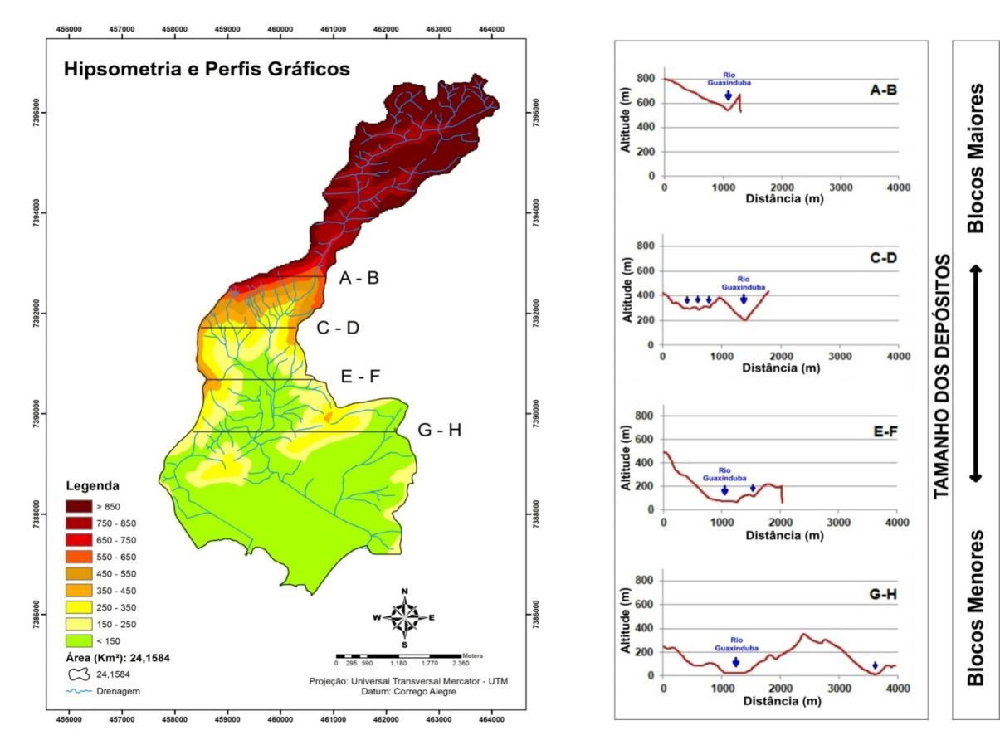 456000 457000 458000 459000 460000 461000 462000 463000 464000
Hipsometria e Perfis Gráficos
7396000
7394000
7392000
7390000
7388000
7386000
7396000
7394000
7392000
7390000
7388000
7386000
A - B
C - D
E - F
G - H
Legenda
> 850
750 - 850
650 - 750
550 - 650
450 - 550
350 - 450
250 - 350
150 - 250
< 150
Área (Km²): 24,1584
24,1584
Drenagem
N
W E
S
Meters
0 295 590 1.180 1.770 2.360
Projeção: Universal Transversal Mercator - UTM
Datum: Corrego Alegre
456000 457000 458000 459000 460000 461000 462000 463000 464000
A-B
Rio
Guaxinduba
Altitude (m)
800
600
400
200
0
0 1000 2000 3000 4000
Distância (m)
C-D
Rio
Guaxinduba
Altitude (m)
800
600
400
200
0
0 1000 2000 3000 4000
Distância (m)
E-F
Rio
Guaxinduba
Altitude (m)
800
600
400
200
0
0 1000 2000 3000 4000
Distância (m)
G-H
Rio
Guaxinduba
Altitude (m)
800
600
400
200
0
0 1000 2000 3000 4000
Distância (m)
TAMANHO DOS DEPÓSITOS
Blocos Maiores
Blocos Menores